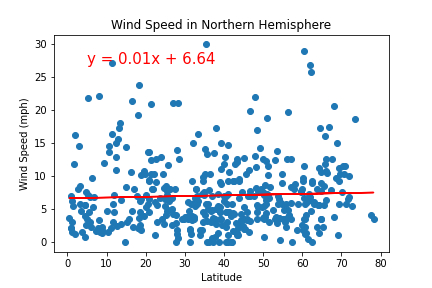 Wind Speed in Northern Hemisphere
y = 0.01x + 6.64
Wind Speed (mph)
30
25
20
15
10
5
0
0 10 20 30 40 50 60 70 80
Latitude